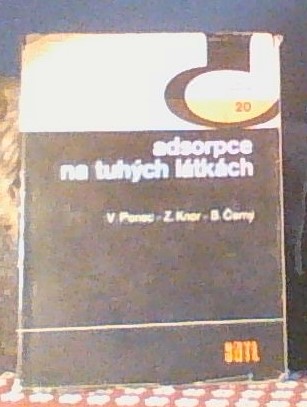 20
adsorpce
na tuhých látkách
V. Ponec - Z. Knor - S. Černý
SNTL